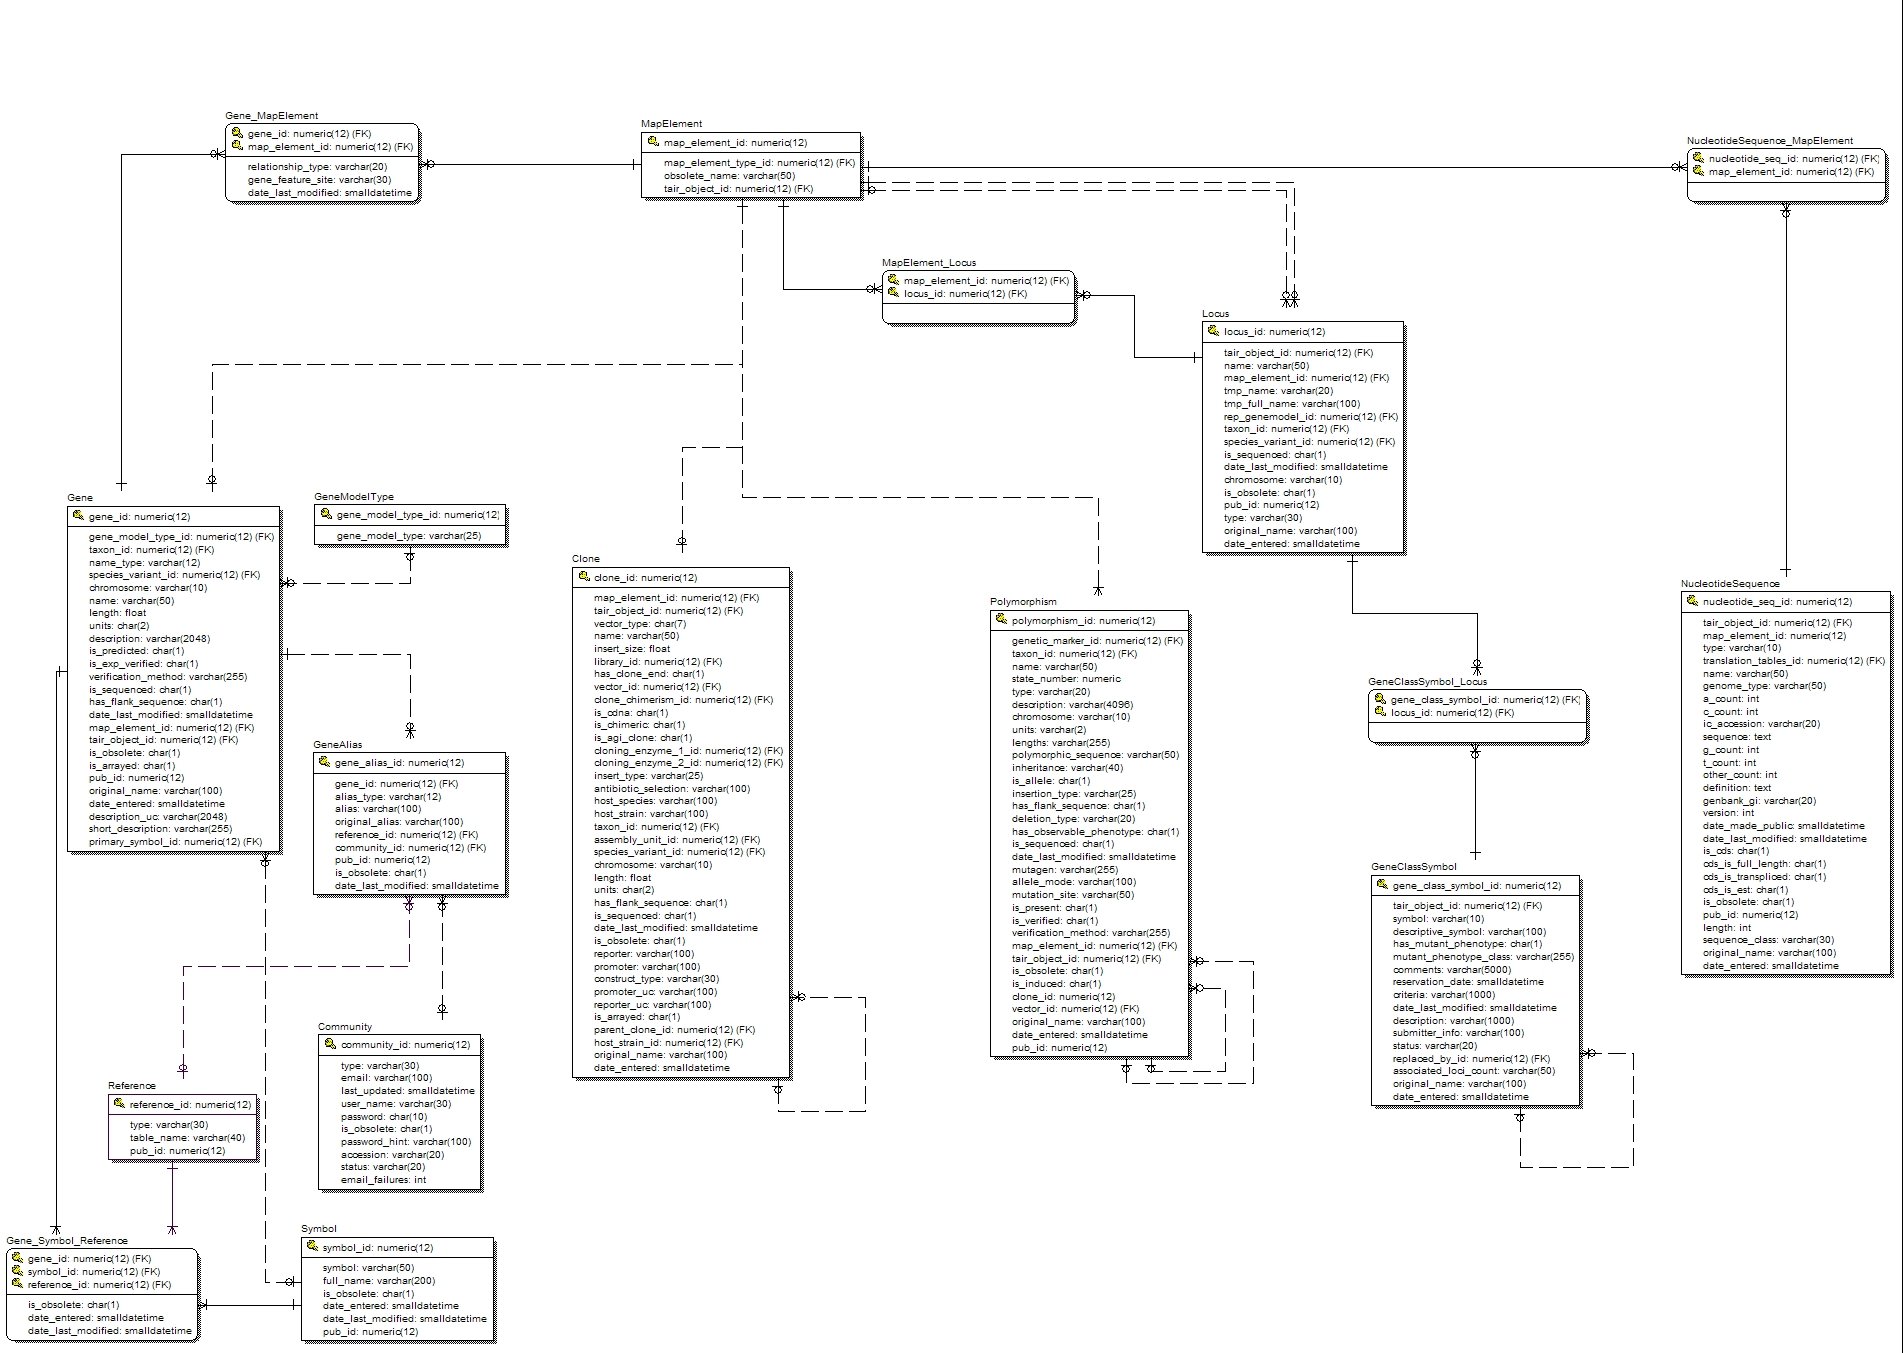 Gene_MapElement
gene_id: numeric(12) (FK)
map_element_id: numeric(12) (FK)
relationship_type: varchar(20)
gene_feature_site: varchar(30)
date_last_modified: smalldatetime
MapElement
map_element_id: numeric(12)
map_element_type_id: numeric(12) (FK)
obsolete_name: varchar(50)
tair_object_id: numeric(12) (FK)
NucleotideSequence_MapElement
nucleotide_seq_id: numeric(12) (FK)
map_element_id: numeric(12) (FK)
MapElement_Locus
map_element_id: numeric(12) (FK)
locus_id: numeric(12) (FK)
Locus
locus_id: numeric(12)
tair_object_id: numeric(12) (FK)
name: varchar(50)
map_element_id: numeric(12) (FK)
tmp_name: varchar(20)
tmp_full_name: varchar(100)
rep_genemodel_id: numeric(12) (FK)
taxon_id: numeric(12) (FK)
species_variant_id: numeric(12) (FK)
is_sequenced: char(1)
date_last_modified: smalldatetime
chromosome: varchar(10)
is_obsolete: char(1)
pub_id: numeric(12)
type: varchar(30)
original_name: varchar(100)
date_entered: smalldatetime
Gene
gene_id: numeric(12)
gene_model_type_id: numeric(12) (FK)
taxon_id: numeric(12) (FK)
name_type: varchar(12)
species_variant_id: numeric(12) (FK)
chromosome: varchar(10)
name: varchar(50)
length: float
units: char(2)
description: varchar(2048)
is_predicted: char(1)
is_exp_verified: char(1)
verification_method: varchar(255)
is_sequenced: char(1)
has_flank_sequence: char(1)
date_last_modified: smalldatetime
map_element_id: numeric(12) (FK)
tair_object_id: numeric(12) (FK)
is_obsolete: char(1)
is_arrayed: char(1)
pub_id: numeric(12)
original_name: varchar(100)
date_entered: smalldatetime
description_uc: varchar(2048)
short_description: varchar(255)
primary_symbol_id: numeric(12) (FK)
GeneModelType
gene_model_type_id: numeric(12)
gene_model_type: varchar(25)
GeneAlias
gene_alias_id: numeric(12)
gene_id: numeric(12) (FK)
alias_type: varchar(12)
alias: varchar(100)
original_alias: varchar(100)
reference_id: numeric(12) (FK)
community_id: numeric(12) (FK)
pub_id: numeric(12)
is_obsolete: char(1)
date_last_modified: smalldatetime
Clone
clone_id: numeric(12)
map_element_id: numeric(12) (FK)
tair_object_id: numeric(12) (FK)
vector_type: char(7)
name: varchar(50)
insert_size: float
library_id: numeric(12) (FK)
has_clone_end: char(1)
vector_id: numeric(12) (FK)
clone_chimerism_id: numeric(12) (FK)
is_cdna: char(1)
is_chimeric: char(1)
is_agi_clone: char(1)
cloning_enzyme_1_id: numeric(12) (FK)
cloning_enzyme_2_id: numeric(12) (FK)
insert_type: varchar(25)
antibiotic_selection: varchar(100)
host_species: varchar(100)
host_strain: varchar(100)
taxon_id: numeric(12) (FK)
assembly_unit_id: numeric(12) (FK)
species_variant_id: numeric(12) (FK)
chromosome: varchar(10)
length: float
units: char(2)
has_flank_sequence: char(1)
is_sequenced: char(1)
date_last_modified: smalldatetime
is_obsolete: char(1)
reporter: varchar(100)
promoter: varchar(100)
construct_type: varchar(30)
promoter_uc: varchar(100)
reporter_uc: varchar(100)
is_arrayed: char(1)
parent_clone_id: numeric(12) (FK)
host_strain_id: numeric(12) (FK)
original_name: varchar(100)
date_entered: smalldatetime
Polymorphism
polymorphism_id: numeric(12)
genetic_marker_id: numeric(12) (FK)
taxon_id: numeric(12) (FK)
name: varchar(50)
state_number: numeric
type: varchar(20)
description: varchar(4096)
chromosome: varchar(10)
units: varchar(2)
lengths: varchar(255)
polymorphic_sequence: varchar(50)
inheritance: varchar(40)
is_allele: char(1)
insertion_type: varchar(25)
has_flank_sequence: char(1)
deletion_type: varchar(20)
has_observable_phenotype: char(1)
is_sequenced: char(1)
date_last_modified: smalldatetime
mutagen: varchar(255)
allele_mode: varchar(100)
mutation_site: varchar(50)
is_present: char(1)
is_verified: char(1)
verification_method: varchar(255)
map_element_id: numeric(12) (FK)
tair_object_id: numeric(12) (FK)
is_obsolete: char(1)
is_induced: char(1)
clone_id: numeric(12)
vector_id: numeric(12) (FK)
original_name: varchar(100)
date_entered: smalldatetime
pub_id: numeric(12)
GeneClassSymbol_Locus
gene_class_symbol_id: numeric(12) (FK)
locus_id: numeric(12) (FK)
GeneClassSymbol
gene_class_symbol_id: numeric(12)
tair_object_id: numeric(12) (FK)
symbol: varchar(10)
descriptive_symbol: varchar(100)
has_mutant_phenotype: char(1)
mutant_phenotype_class: varchar(255)
comments: varchar(5000)
reservation_date: smalldatetime
criteria: varchar(1000)
date_last_modified: smalldatetime
description: varchar(1000)
submitter_info: varchar(100)
status: varchar(20)
replaced_by_id: numeric(12) (FK)
associated_loci_count: varchar(50)
original_name: varchar(100)
date_entered: smalldatetime
NucleotideSequence
nucleotide_seq_id: numeric(12)
tair_object_id: numeric(12) (FK)
map_element_id: numeric(12)
type: varchar(10)
translation_tables_id: numeric(12) (FK)
name: varchar(50)
genome_type: varchar(50)
a_count: int
c_count: int
ic_accession: varchar(20)
sequence: text
g_count: int
t_count: int
other_count: int
definition: text
genbank_gi: varchar(20)
version: int
date_made_public: smalldatetime
date_last_modified: smalldatetime
is_cds: char(1)
cds_is_full_length: char(1)
cds_is_transpliced: char(1)
cds_is_est: char(1)
is_obsolete: char(1)
pub_id: numeric(12)
length: int
sequence_class: varchar(30)
original_name: varchar(100)
date_entered: smalldatetime
Community
community_id: numeric(12)
type: varchar(30)
email: varchar(100)
last_updated: smalldatetime
user_name: varchar(30)
password: char(10)
is_obsolete: char(1)
password_hint: varchar(100)
accession: varchar(20)
status: varchar(20)
email_failures: int
Reference
reference_id: numeric(12)
type: varchar(30)
table_name: varchar(40)
pub_id: numeric(12)
Gene_Symbol_Reference
gene_id: numeric(12) (FK)
symbol_id: numeric(12) (FK)
reference_id: numeric(12) (FK)
is_obsolete: char(1)
date_entered: smalldatetime
date_last_modified: smalldatetime
Symbol
symbol_id: numeric(12)
symbol: varchar(50)
full_name: varchar(200)
is_obsolete: char(1)
date_entered: smalldatetime
date_last_modified: smalldatetime
pub_id: numeric(12)